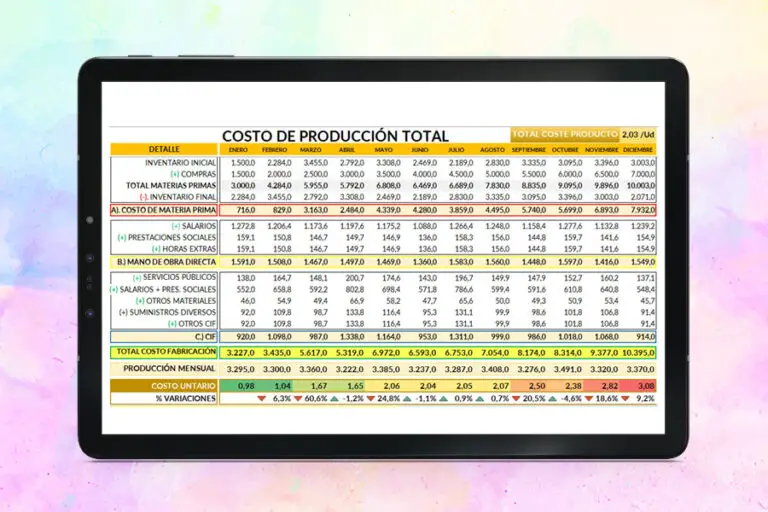 COSTO DE PRODUCCIÓN TOTAL TOTAL COSTE PRODUCTO 2,03 /Ud
DETALLE ENERO FEBRERO MARZO ABRIL MAYO JUNIO JULIO AGOSTO SEPTIEMBRE OCTUBRE NOVIEMBRE DICIEMBRE
INVENTARIO INICIAL 1.500,0 2.284,0 3.455,0 2.792,0 3.308,0 2.469,0 2.189,0 2.830,0 3.335,0 3.095,0 3.396,0 3.003,0
(+) COMPRAS 1.500,0 2.000,0 2.500,0 3.000,0 3.500,0 4.000,0 4.500,0 5.000,0 5.500,0 6.000,0 6.500,0 7.000,0
TOTAL MATERIAS PRIMAS 3.000,0 4.284,0 5.955,0 5.792,0 6.808,0 6.469,0 6.689,0 7.830,0 8.835,0 9.095,0 9.896,0 10.003,0
(-). INVENTARIO FINAL 2.284,0 3.455,0 2.792,0 3.308,0 2.469,0 2.189,0 2.830,0 3.335,0 3.095,0 3.396,0 3.003,0 2.071,0
A). COSTO DE MATERIA PRIMA 716,0 829,0 3.163,0 2.484,0 4.339,0 4.280,0 3.859,0 4.495,0 5.740,0 5.699,0 6.893,0 7.932,0
(+) SALARIOS 1.272,8 1.206,4 1.173,6 1.197,6 1.175,2 1.088,0 1.266,4 1.248,0 1.158,4 1.277,6 1.132,8 1.239,2
(+) PRESTACIONES SOCIALES 159,1 150,8 146,7 149,7 146,9 136,0 158,3 156,0 144,8 159,7 141,6 154,9
(+) HORAS EXTRAS 159,1 150,8 146,7 149,7 146,9 136,0 158,3 156,0 144,8 159,7 141,6 154,9
B.) MANO DE OBRA DIRECTA 1.591,0 1.508,0 1.467,0 1.497,0 1.469,0 1.360,0 1.583,0 1.560,0 1.448,0 1.597,0 1.416,0 1.549,0
(+) SERVICIOS PÚBLICOS 138,0 164,7 148,1 200,7 174,6 143,0 196,7 149,9 147,9 152,7 160,2 137,1
(+) SALARIOS + PRES. SOCIALES 552,0 658,8 592,2 802,8 698,4 571,8 786,6 599,4 591,6 610,8 640,8 548,4
(+) OTROS MATERIALES 46,0 54,9 49,4 66,9 58,2 47,7 65,6 50,0 49,3 50,9 53,4 45,7
(+) SUMINISTROS DIVERSOS 92,0 109,8 98,7 133,8 116,4 95,3 131,1 99,9 98,6 101,8 106,8 91,4
(+) OTROS CIF 92,0 109,8 98,7 133,8 116,4 95,3 131,1 99,9 98,6 101,8 106,8 91,4
C.) CIF 920,0 1.098,0 987,0 1.338,0 1.164,0 953,0 1.311,0 999,0 986,0 1.018,0 1.068,0 914,0
TOTAL COSTO FABRICACIÓN 3.227,0 3.435,0 5.617,0 5.319,0 6.972,0 6.593,0 6.753,0 7.054,0 8.174,0 8.314,0 9.377,0 10.395,0
PRODUCCIÓN MENSUAL 3.295,0 3.300,0 3.360,0 3.222,0 3.385,0 3.237,0 3.287,0 3.408,0 3.276,0 3.491,0 3.320,0 3.370,0
COSTO UNTARIO 0,98 1,04 1,67 1,65 2,06 2,04 2,05 2,07 2,50 2,38 2,82 3,08
% VARIACIONES 6,3% 60,6% -1,2% 24,8% -1,1% 0,9% 0,7% 20,5% -4,6% 18,6% 9,2%